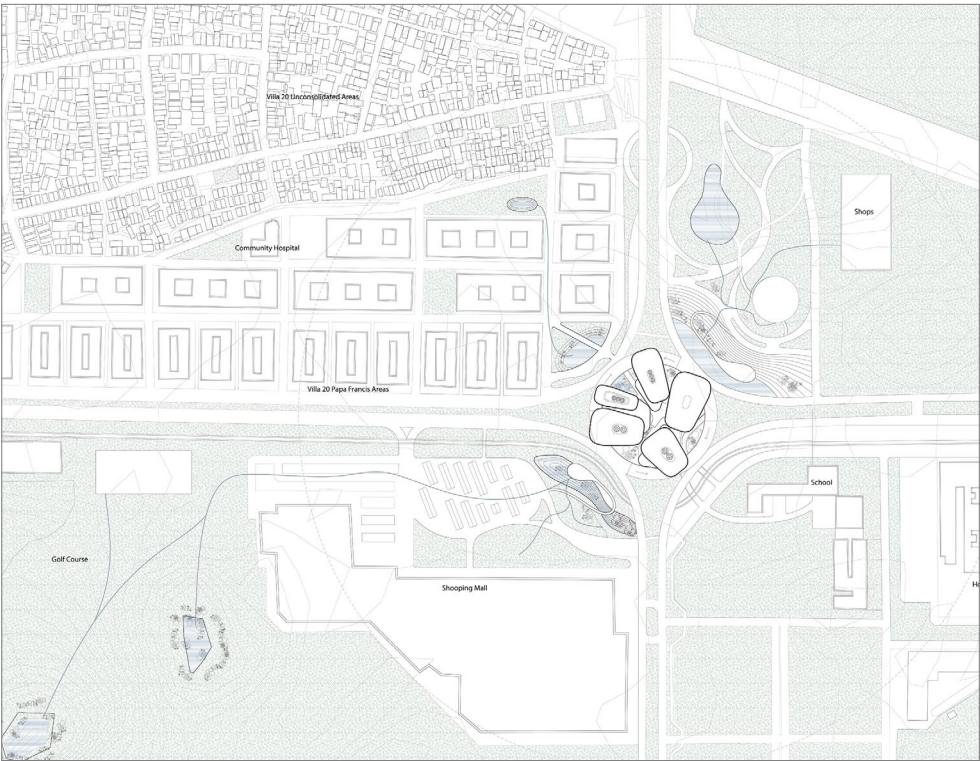 Villa 20 Unconsolidated Areas
Shops
Community Hospital
Villa 20 Papa Francis Areas
School
Golf Course
Shooping Mall